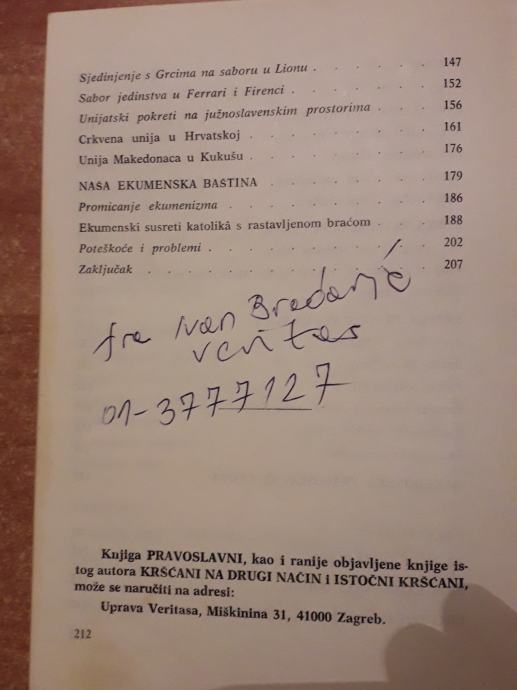 Sjedinjenje s Grcima na saboru u Lionu . . . . . . 147
Sabor jedinstva u Ferrari i Firenci . . . . . . . 152
Unijatski pokreti na južnoslavenskim prostorima . . . 156
Crkvena unija u Hrvatskoj . . . . . . . . . 161
Unija Makedonaca u Kukušu . . . . . . . . . 176
NAŠA EKUMENSKA BAŠTINA . . . . . . . . 179
Promicanje ekumenizma . . . . . . . . . . 186
Ekumenski susreti katolikâ s rastavljenom braćom . . . 188
Poteškoće i problemi . . . . . . . . . . 202
Zaključak . . . . . . . . . . . . 207
fra Ivan Bradarić
veritas
01-3777127
Knjiga PRAVOSLAVNI, kao i ranije objavljene knjige is-
tog autora KRŠĆANI NA DRUGI NAČIN i ISTOČNI KRŠĆANI,
može se naručiti na adresi:
Uprava Veritasa, Miškinina 31, 41000 Zagreb.
212